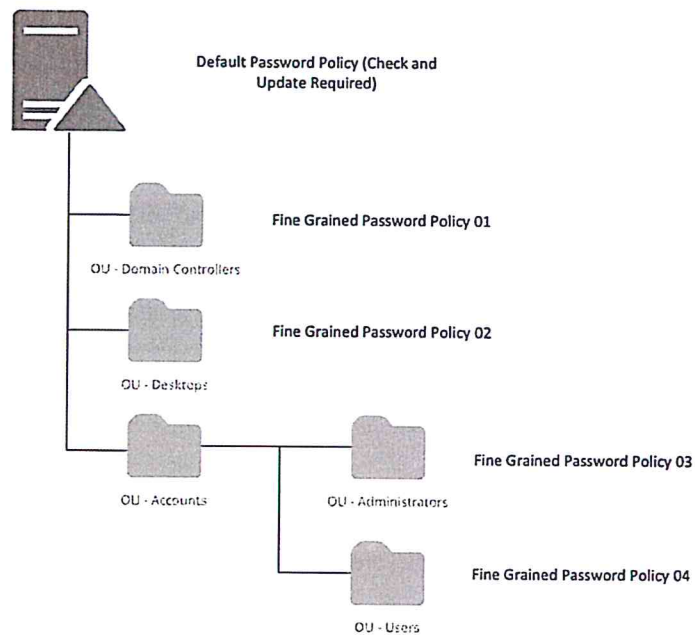 Default Password Policy (Check and
Update Required)
Fine Grained Password Policy 01
OU - Domain Controllers
Fine Grained Password Policy 02
OU - Desktops
Fine Grained Password Policy 03
OU - Accounts
OU - Administrators
Fine Grained Password Policy 04
OU - Users